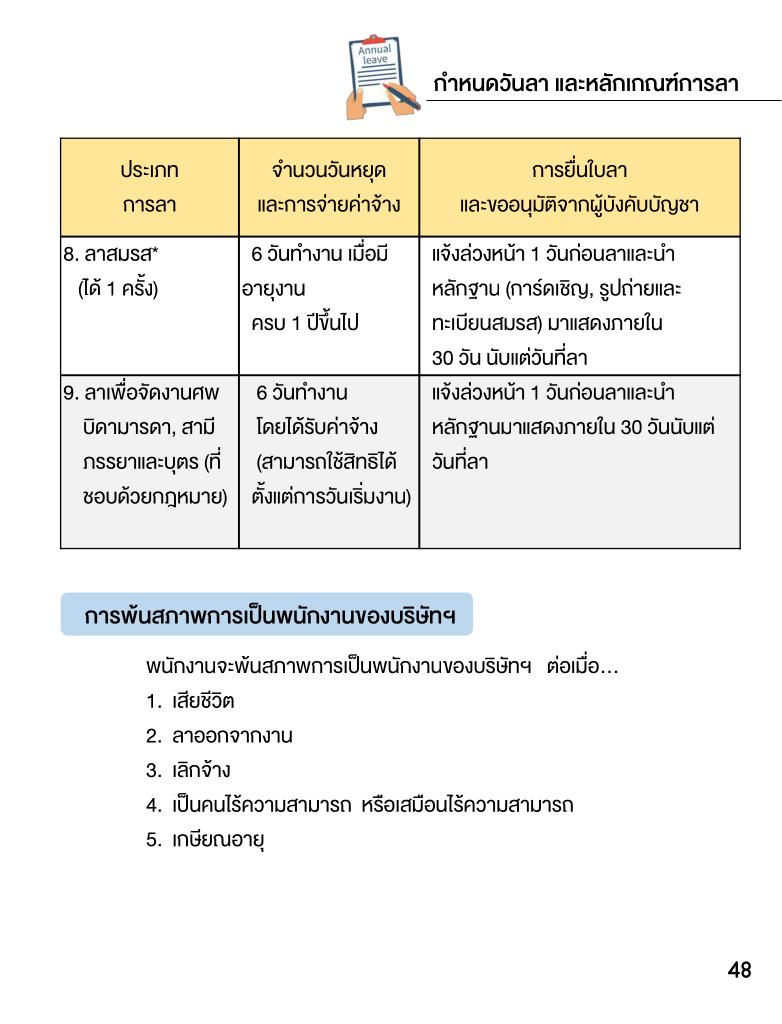 Annual
leave
กำหนดวันลา และหลักเกณฑ์การลา
ประเภท
การลา
จำนวนวันหยุด
และการจ่ายค่าจ้าง
การยื่นใบลา
และขออนุมัติจากผู้บังคับบัญชา
8. ลาสมรส*
(ได้ 1 ครั้ง)
6 วันทำงาน เมื่อมี
อายุงาน
ครบ 1 ปีขึ้นไป
แจ้งล่วงหน้า 1 วันก่อนลาและนำ
หลักฐาน (การ์ดเชิญ, รูปถ่ายและ
ทะเบียนสมรส) มาแสดงภายใน
30 วัน นับแต่วันที่ลา
9. ลาเพื่อจัดงานศพ
บิดามารดา, สามี
ภรรยาและบุตร (ที่
ชอบด้วยกฎหมาย)
6 วันทำงาน
โดยได้รับค่าจ้าง
(สามารถใช้สิทธิได้
ตั้งแต่การวันเริ่มงาน)
แจ้งล่วงหน้า 1 วันก่อนลาและนำ
หลักฐานมาแสดงภายใน 30 วันนับแต่
วันที่ลา
การพ้นสภาพการเป็นพนักงานของบริษัทฯ
พนักงานจะพ้นสภาพการเป็นพนักงานของบริษัทฯ ต่อเมื่อ...
1. เสียชีวิต
2. ลาออกจากงาน
3. เลิกจ้าง
4. เป็นคนไร้ความสามารถ หรือเสมือนไร้ความสามารถ
5. เกษียณอายุ
48